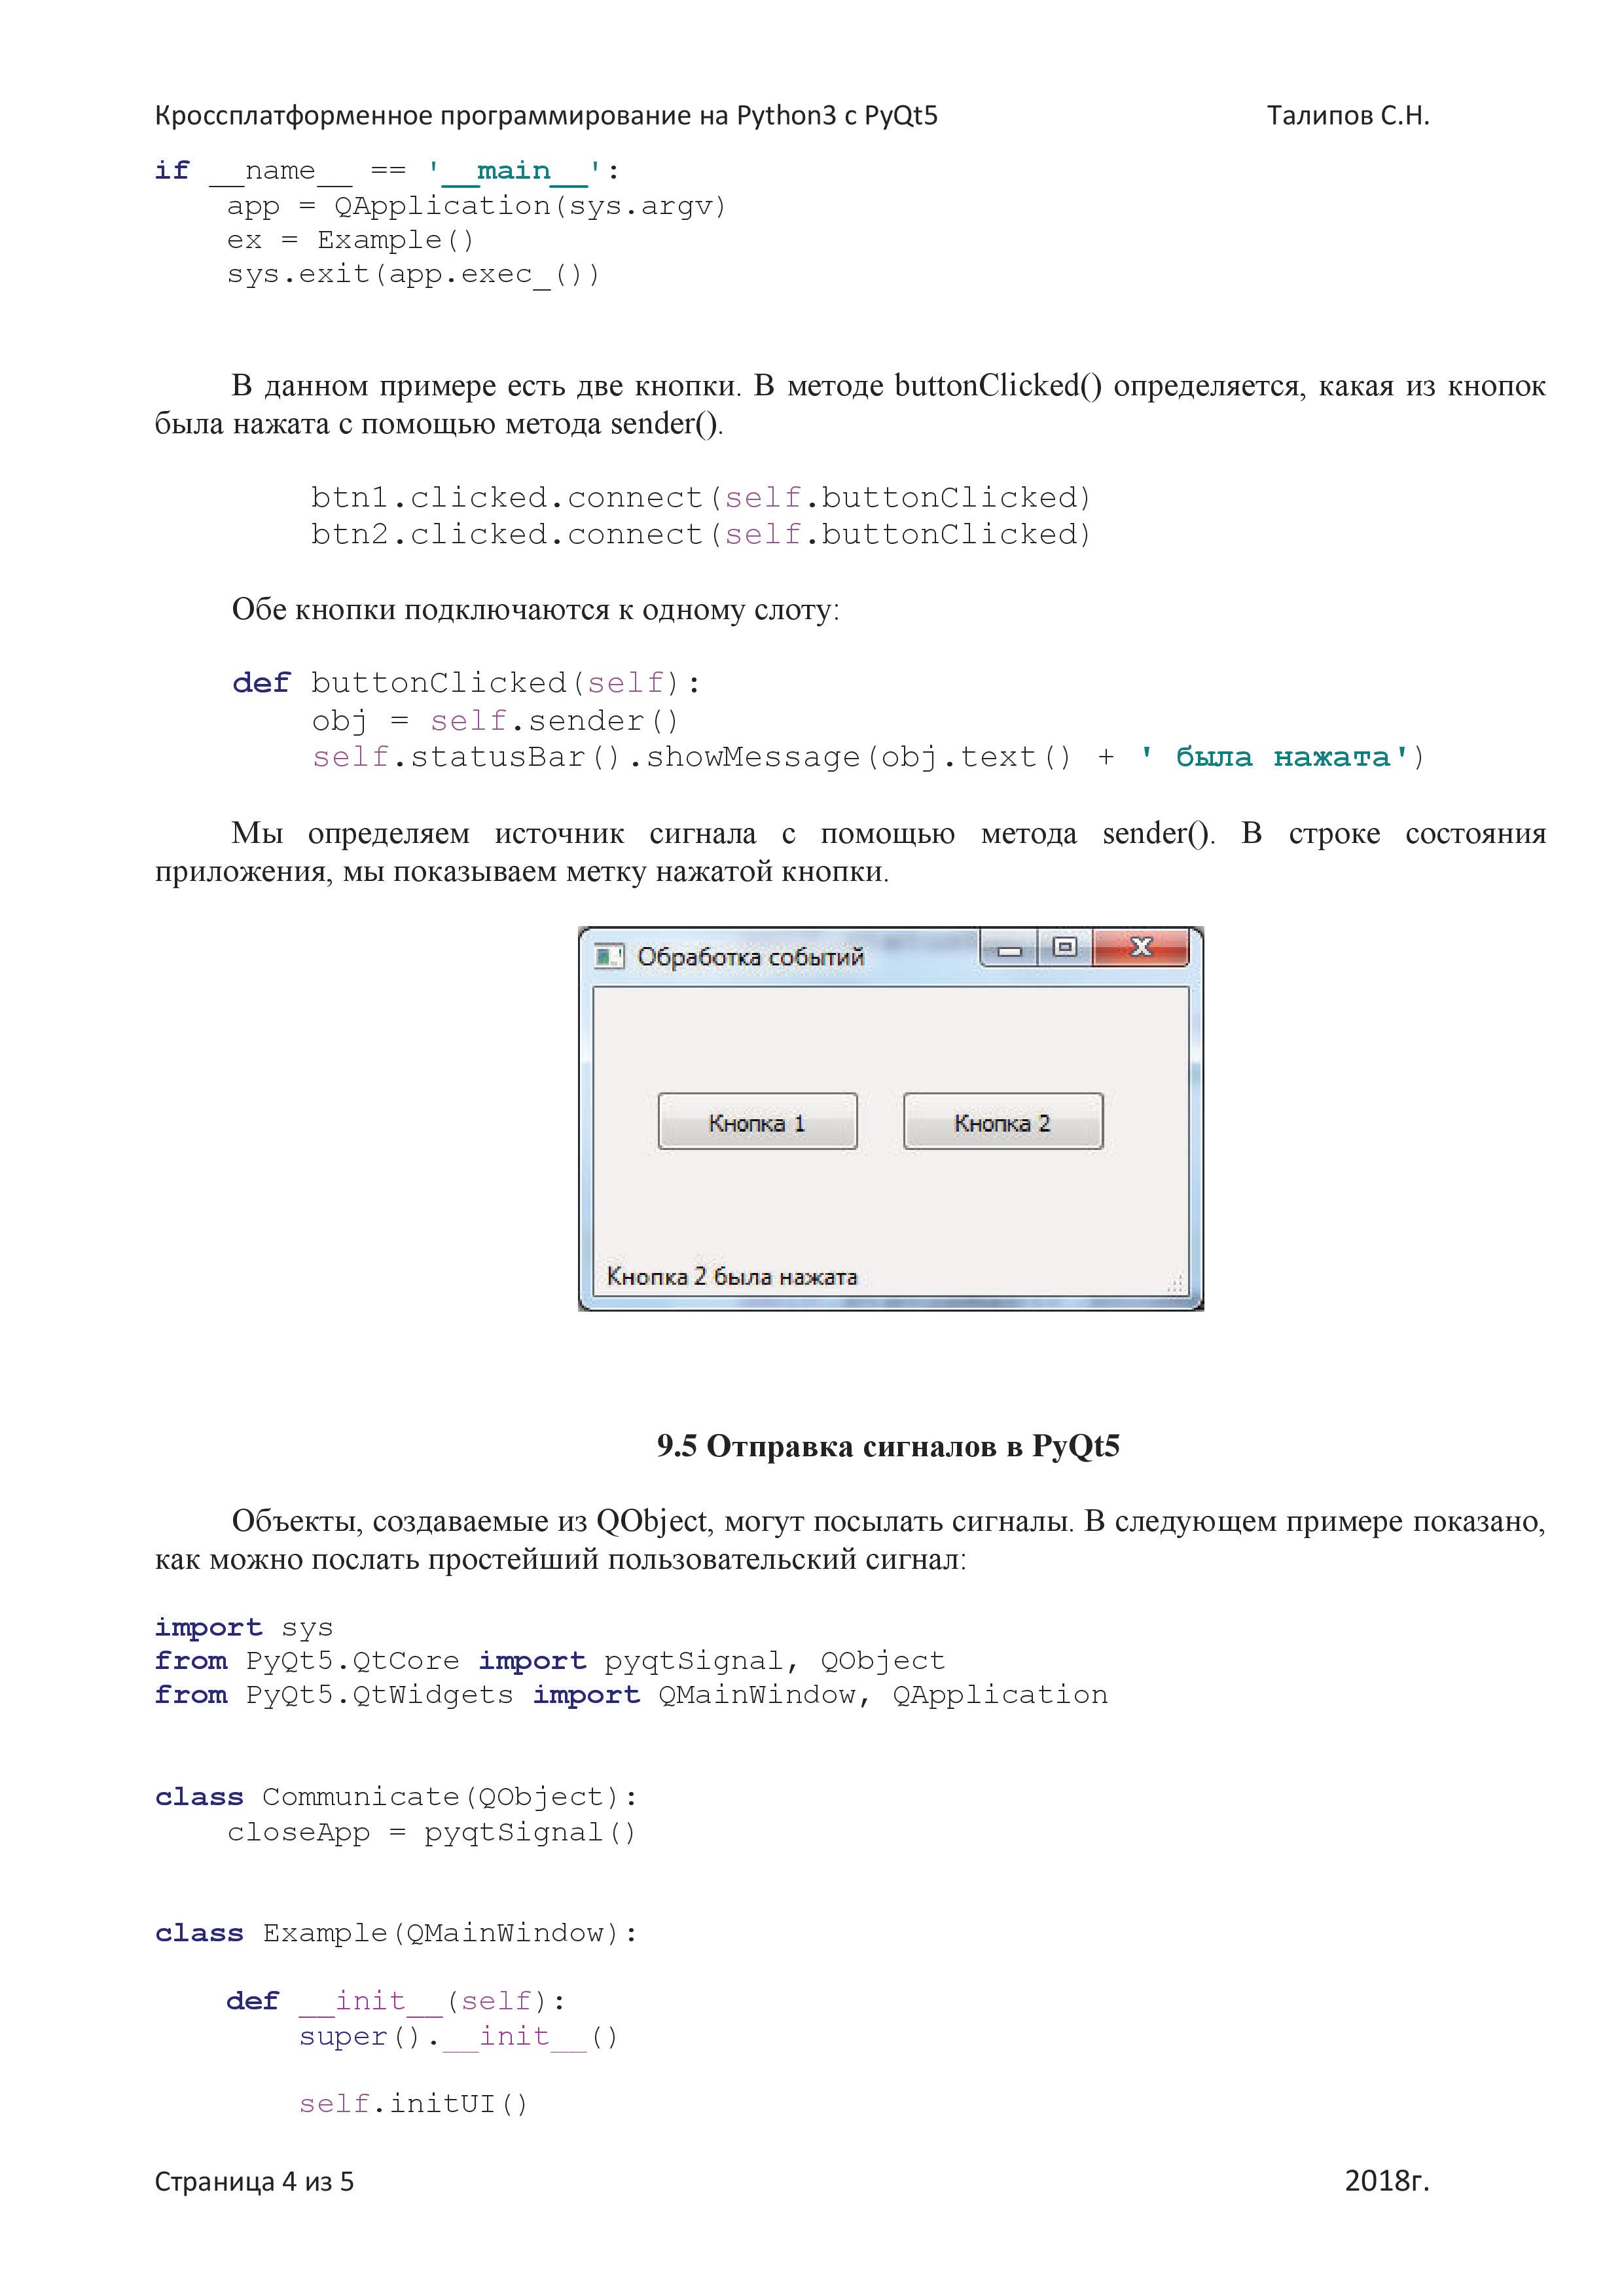 Кроссплатформенное программирование на Python3 с PyQt5 Талипов С.Н.
if __name__ == '__main__':
    app = QApplication(sys.argv)
    ex = Example()
    sys.exit(app.exec_())
В данном примере есть две кнопки. В методе buttonClicked() определяется, какая из кнопок
была нажата с помощью метода sender().
btn1.clicked.connect(self.buttonClicked)
btn2.clicked.connect(self.buttonClicked)
Обе кнопки подключаются к одному слоту:
def buttonClicked(self):
    obj = self.sender()
    self.statusBar().showMessage(obj.text() + ' была нажата')
Мы определяем источник сигнала с помощью метода sender(). В строке состояния
приложения, мы показываем метку нажатой кнопки.
Обработка событий
Кнопка 1 Кнопка 2
Кнопка 2 была нажата
9.5 Отправка сигналов в PyQt5
Объекты, создаваемые из QObject, могут посылать сигналы. В следующем примере показано,
как можно послать простейший пользовательский сигнал:
import sys
from PyQt5.QtCore import pyqtSignal, QObject
from PyQt5.QtWidgets import QMainWindow, QApplication
class Communicate(QObject):
    closeApp = pyqtSignal()
class Example(QMainWindow):
    def __init__(self):
        super().__init__()
        self.initUI()
Страница 4 из 5 2018г.